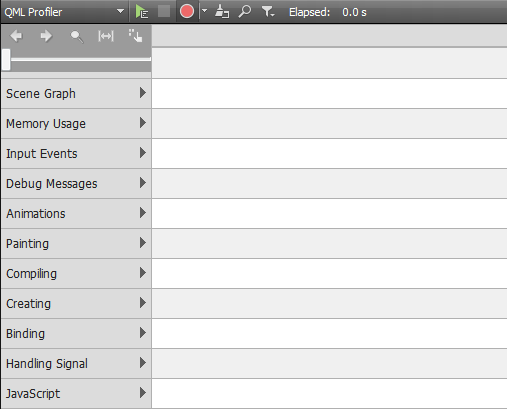 QML Profiler Elapsed: 0.0 s
Scene Graph
Memory Usage
Input Events
Debug Messages
Animations
Painting
Compiling
Creating
Binding
Handling Signal
JavaScript